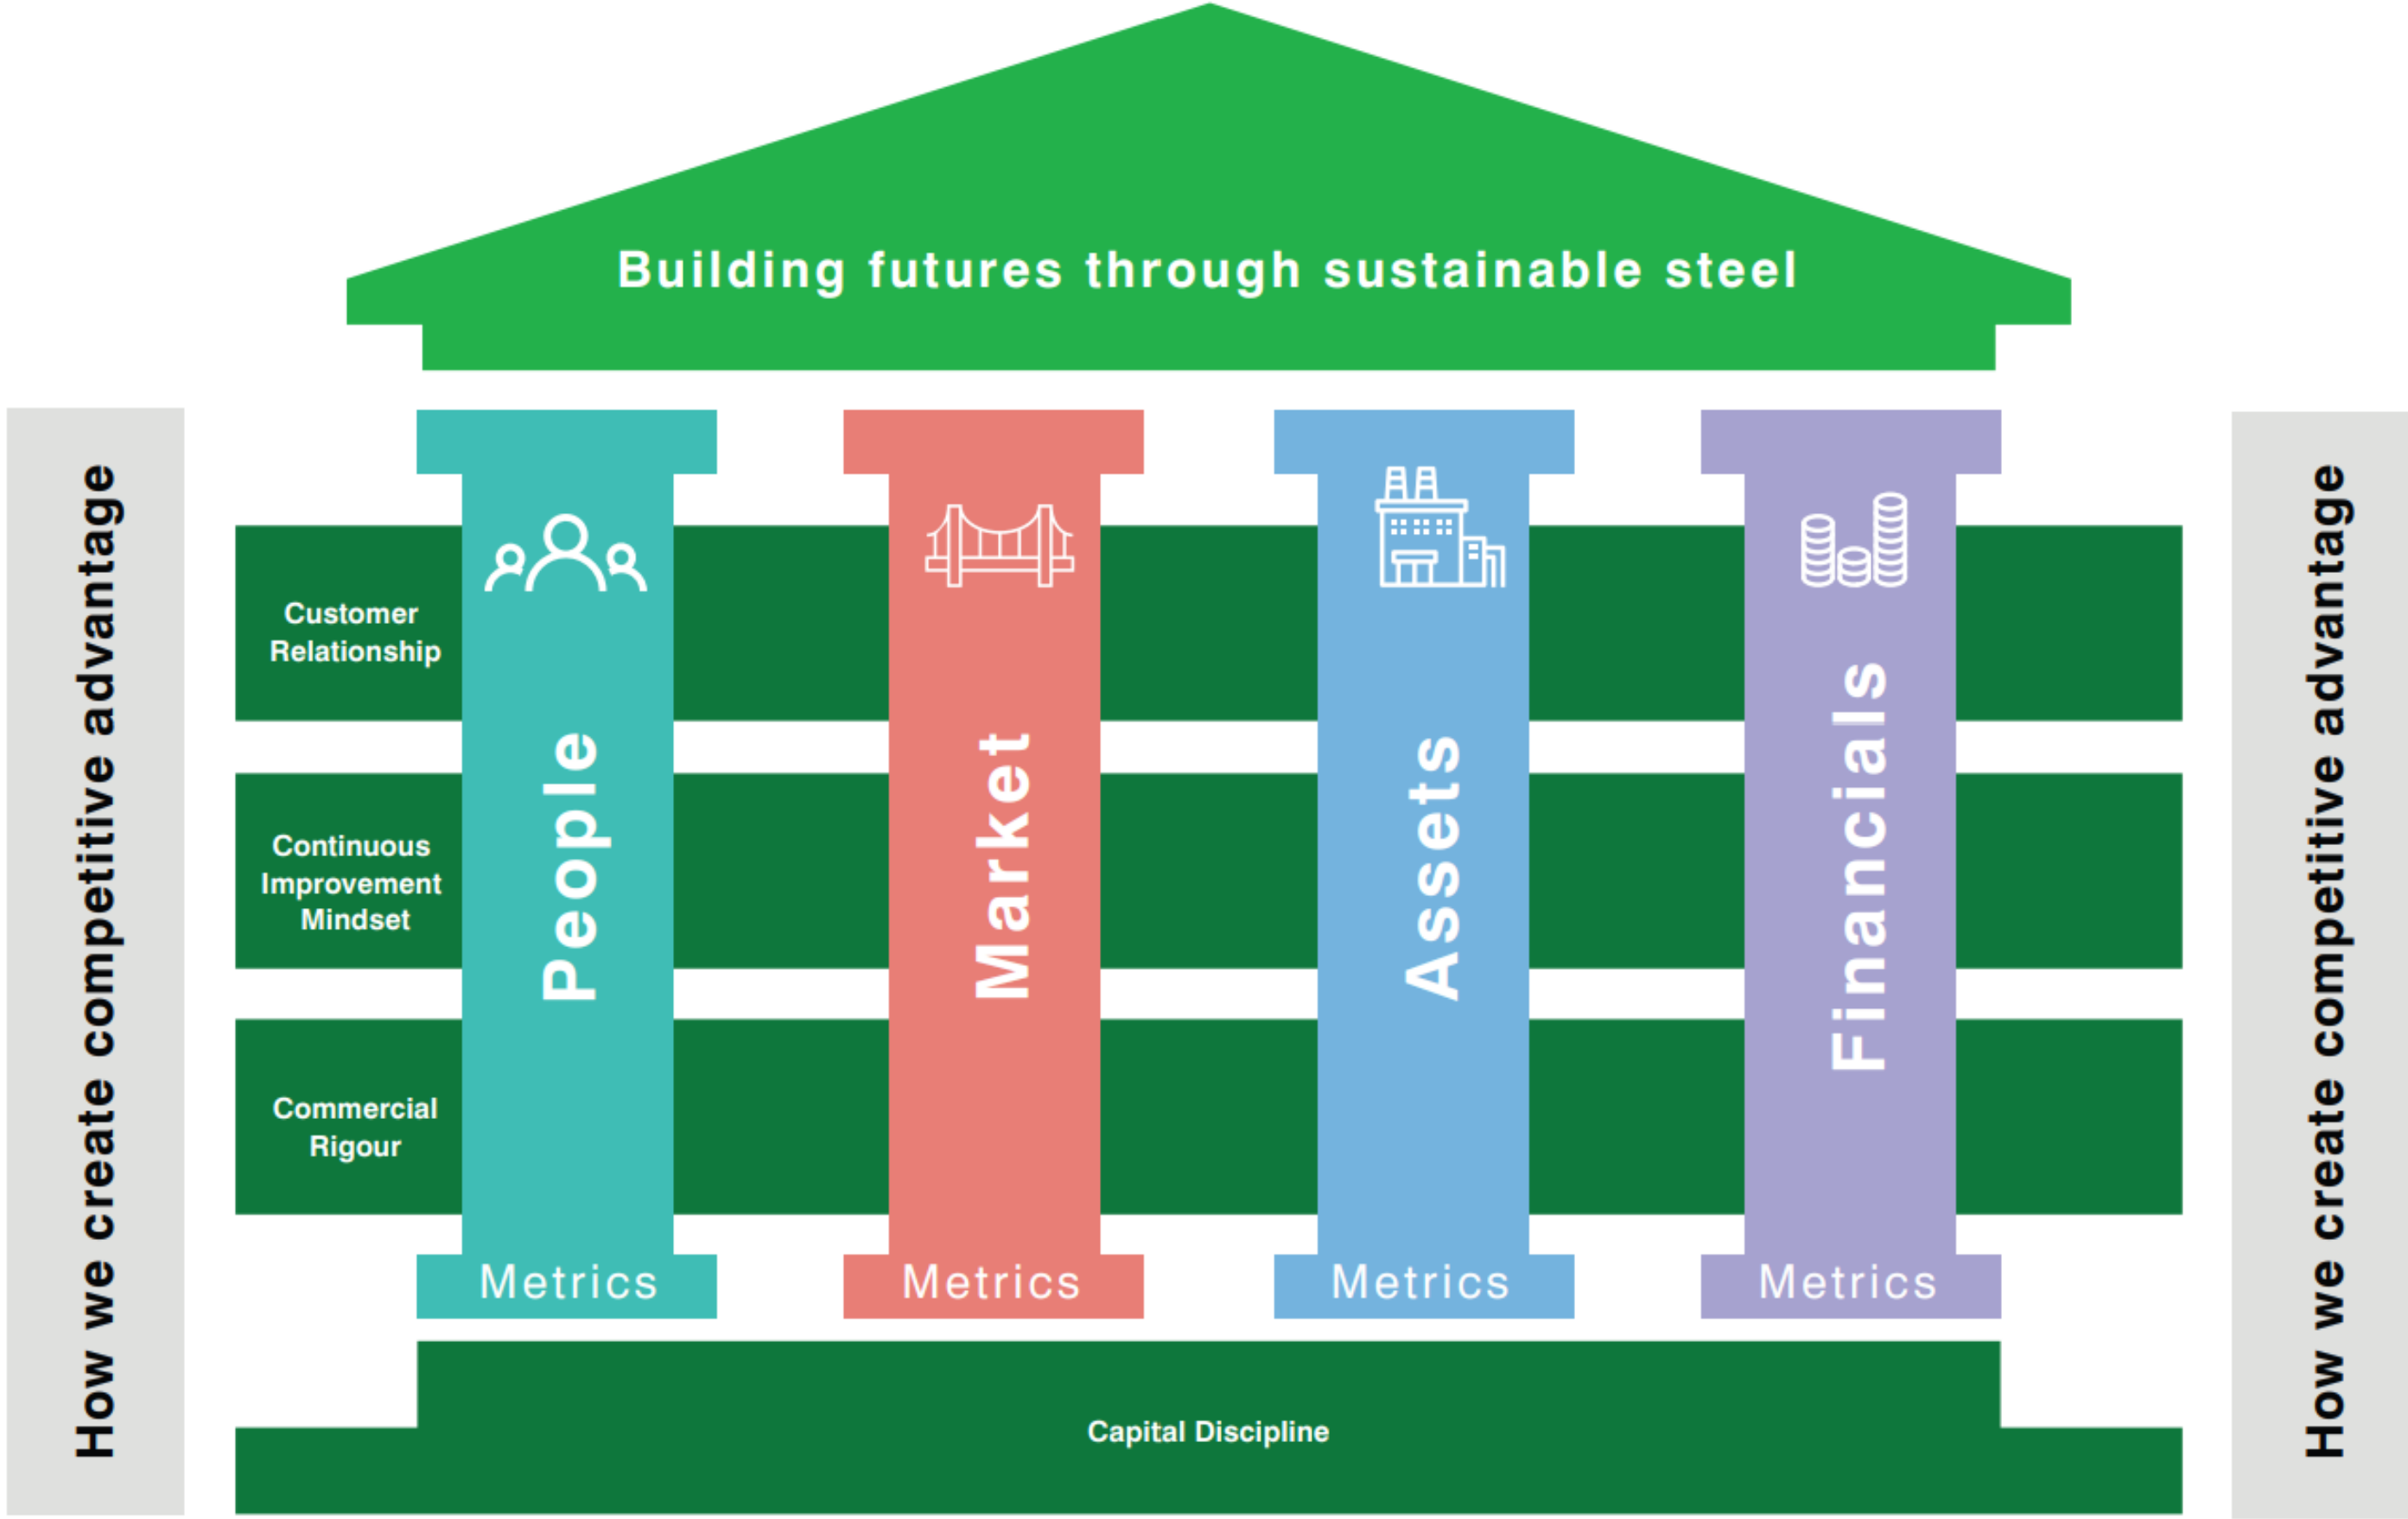 Building futures through sustainable steel
How we create competitive advantage
Customer
Relationship
Continuous
Improvement
Mindset
Commercial
Rigour
People
Market
Assets
Financials
Metrics
Metrics
Metrics
Metrics
Capital Discipline
How we create competitive advantage